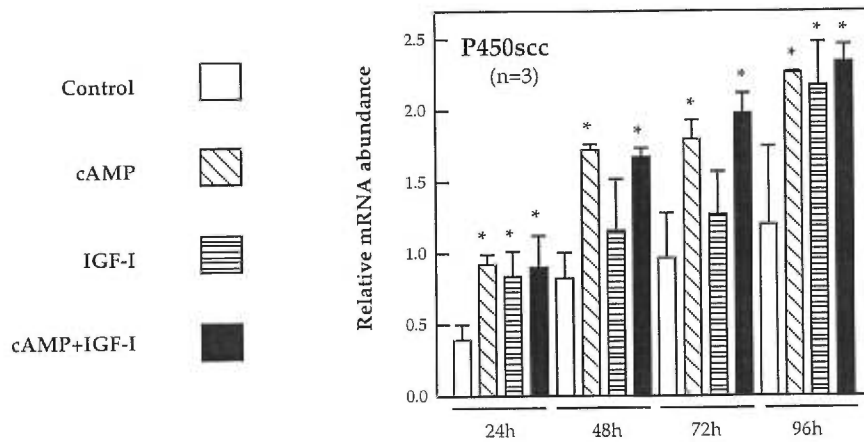 Control
cAMP
IGF-I
cAMP+IGF-I
Relative mRNA abundance
P450scc
(n=3)
2.5
2.0
1.5
1.0
0.5
0.0
* * *
* *
* *
* * *
24h 48h 72h 96h